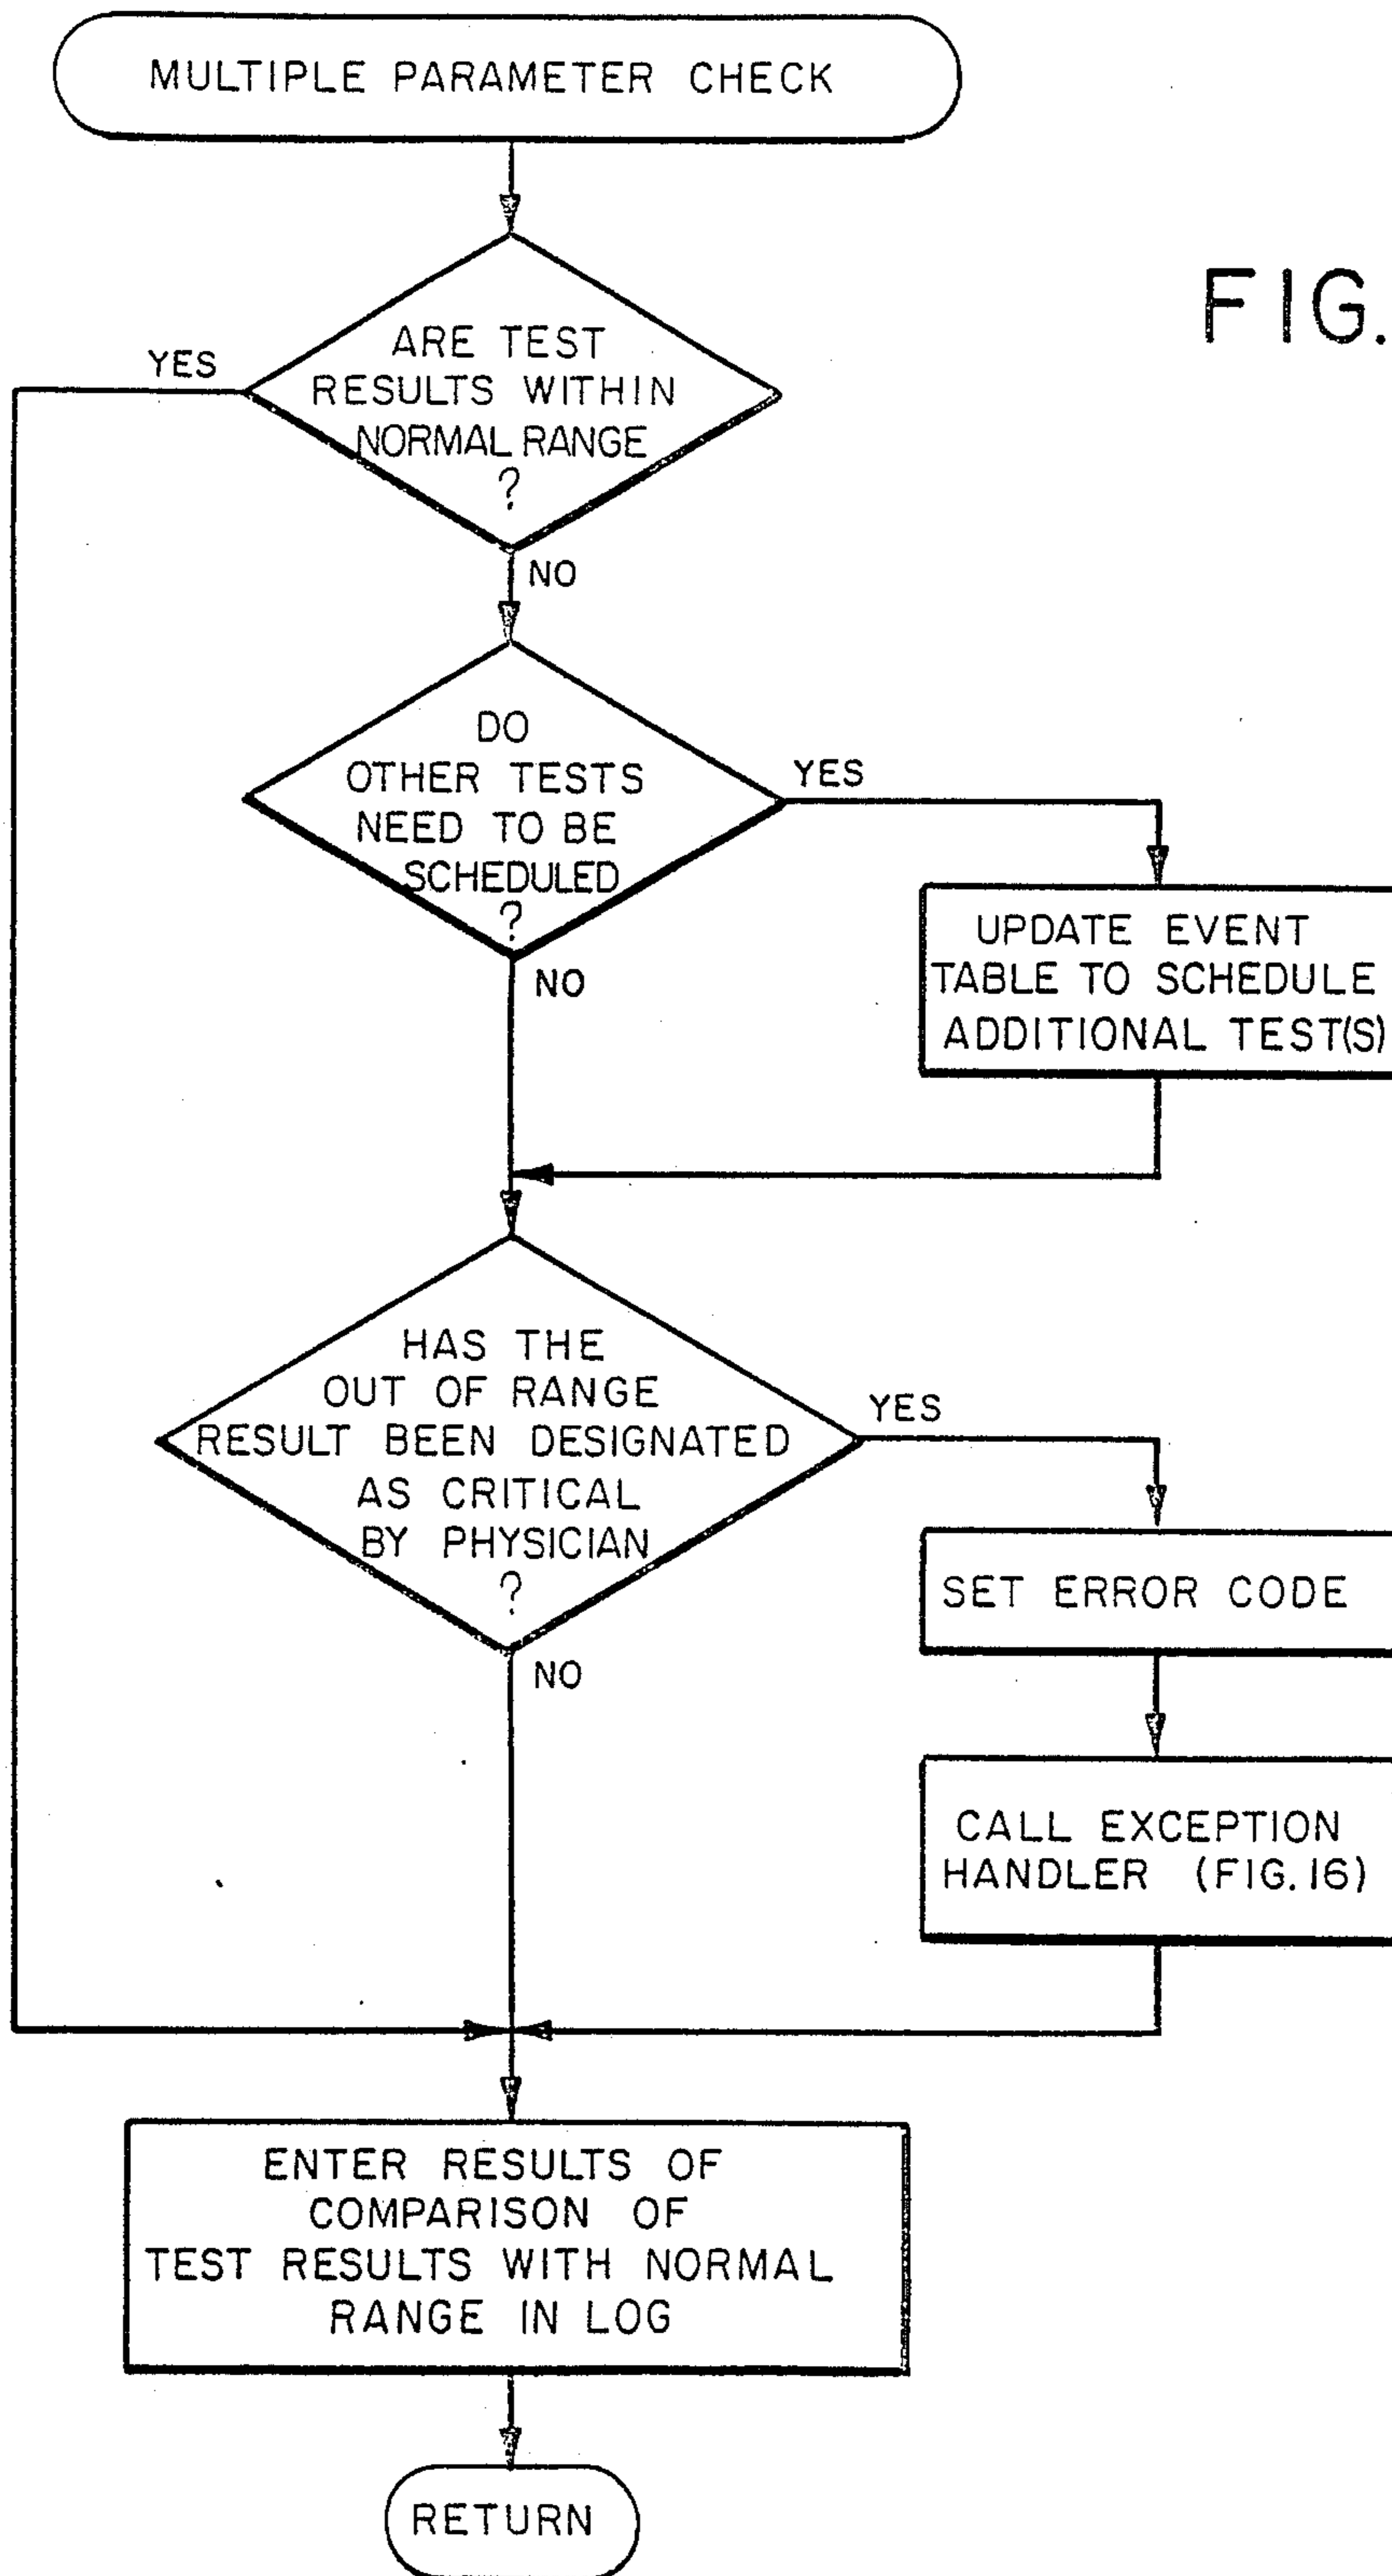 MULTIPLE PARAMETER CHECK
FIG.
ARE TEST
RESULTS WITHIN
NORMAL RANGE
?
YES
NO
DO
OTHER TESTS
NEED TO BE
SCHEDULED
?
YES
NO
UPDATE EVENT
TABLE TO SCHEDULE
ADDITIONAL TEST(S)
HAS THE
OUT OF RANGE
RESULT BEEN DESIGNATED
AS CRITICAL
BY PHYSICIAN
?
YES
NO
SET ERROR CODE
CALL EXCEPTION
HANDLER (FIG.16)
ENTER RESULTS OF
COMPARISON OF
TEST RESULTS WITH NORMAL
RANGE IN LOG
RETURN